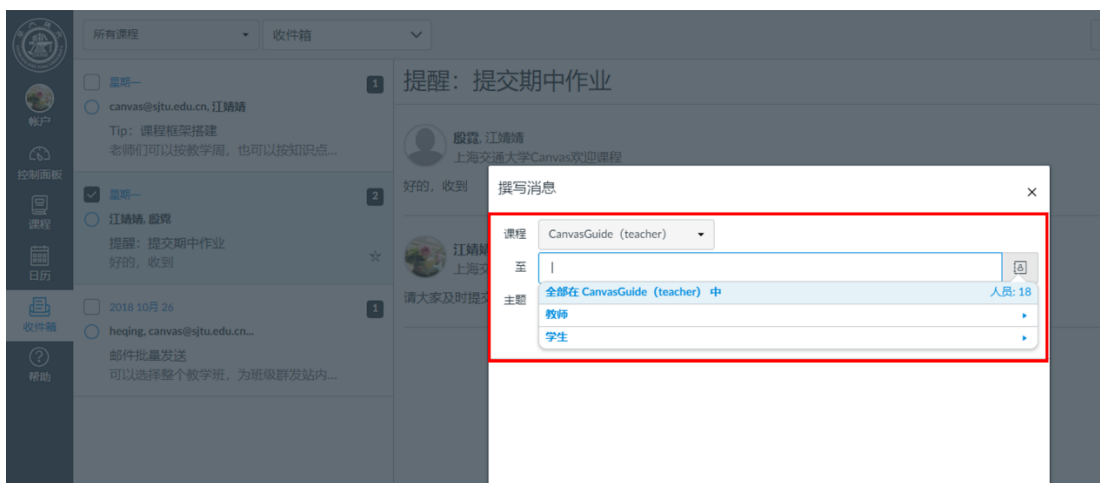 所有课程
收件箱
帐户
控制面板
课程
日历
收件箱
帮助
星期一
1
canvas@sjtu.edu.cn, 江婧婧
Tip：课程框架搭建
老师们可以按教学周，也可以按知识点...
星期一
2
江婧婧, 殷霓
提醒：提交期中作业
好的，收到
2018 10月 26
1
heqing, canvas@sjtu.edu.cn...
邮件批量发送
可以选择整个教学班，为班级群发站内...
提醒：提交期中作业
殷霓, 江婧婧
上海交通大学Canvas欢迎课程
好的，收到
江婧婧
上海交
请大家及时提交
撰写消息
×
课程
CanvasGuide（teacher）
至
主题
全部在 CanvasGuide（teacher）中
人员: 18
教师
学生